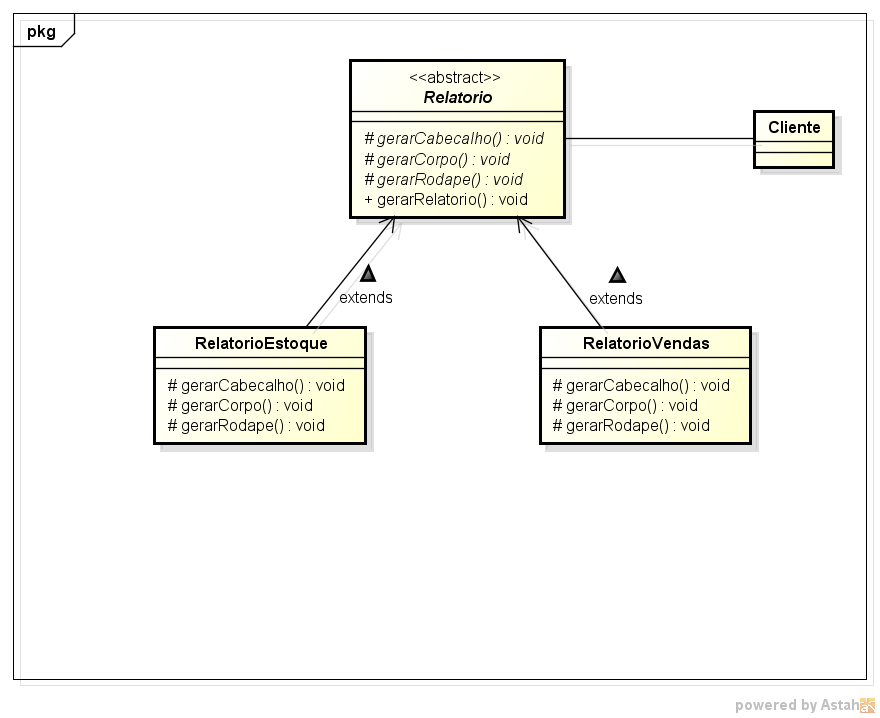 pkg
<<abstract>>
Relatorio
# gerarCabecalho() : void
# gerarCorpo() : void
# gerarRodape() : void
+ gerarRelatorio() : void
Cliente
extends
extends
RelatorioEstoque
# gerarCabecalho() : void
# gerarCorpo() : void
# gerarRodape() : void
RelatorioVendas
# gerarCabecalho() : void
# gerarCorpo() : void
# gerarRodape() : void
powered by Astah